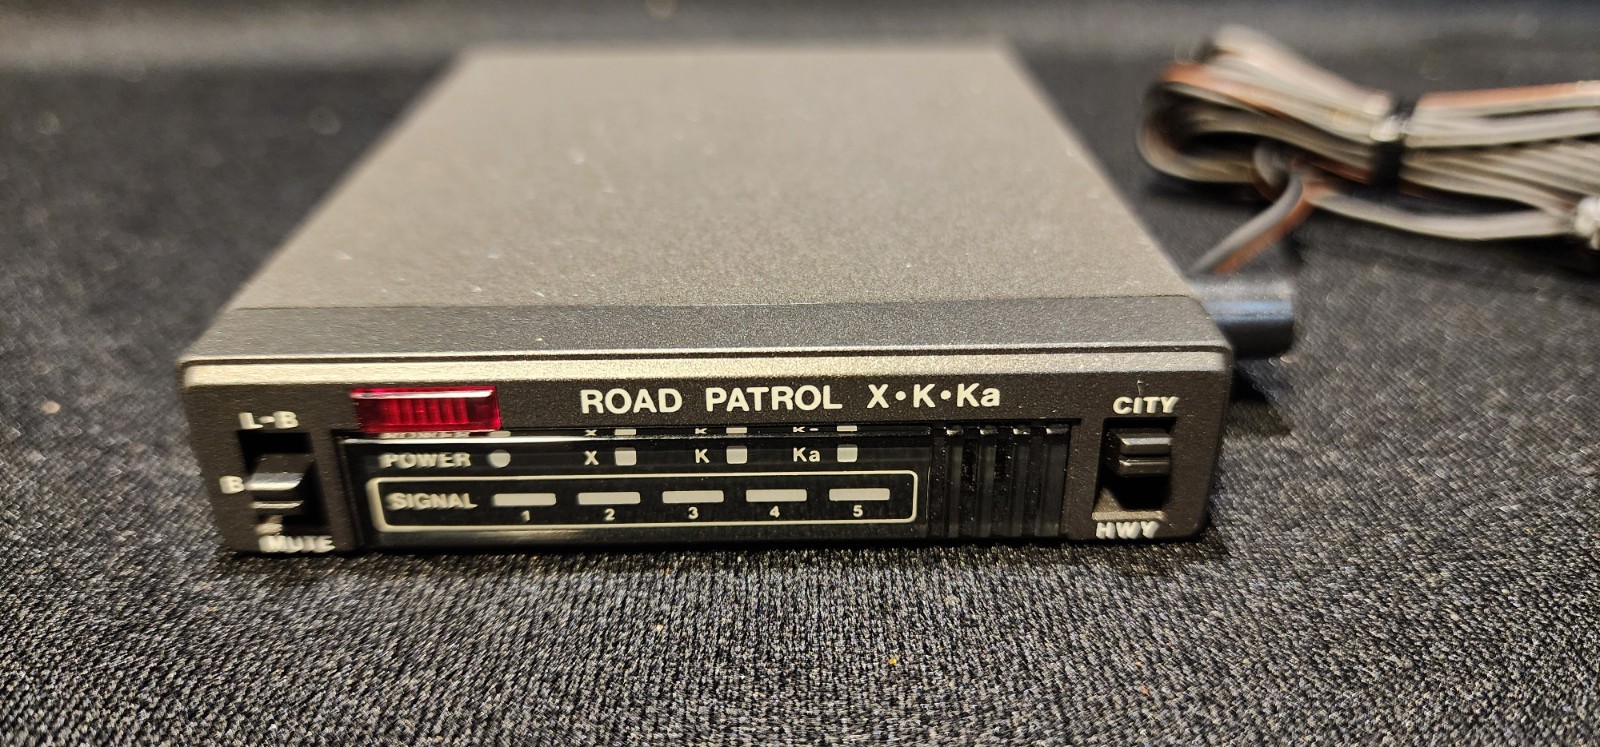 ROAD PATROL X•K•Ka
L-B
CITY
POWER X K Ka
B
SIGNAL
1 2 3 4 5
MUTE
HWY